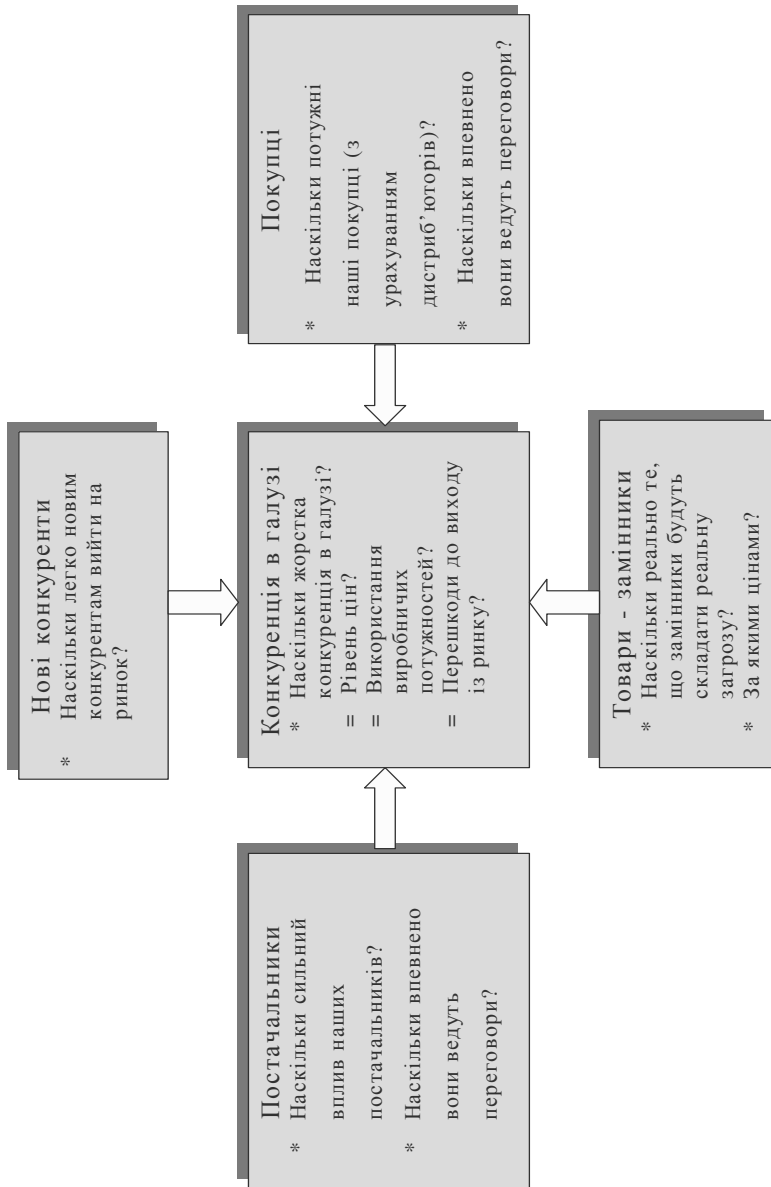 Нові конкуренти
* Наскільки легко новим
конкурентам вийти на
ринок?
Постачальники
* Наскільки сильний
вплив наших
постачальників?
* Наскільки впевнено
вони ведуть
переговори?
Конкуренція в галузі
* Наскільки жорстка
конкуренція в галузі?
= Рівень цін?
= Використання
виробничих
потужностей?
= Перешкоди до виходу
із ринку?
Покупці
* Наскільки потужні
наші покупці (з
урахуванням
дистриб’юторів)?
* Наскільки впевнено
вони ведуть переговори?
Товари - замінники
* Наскільки реально те,
що замінники будуть
складати реальну
загрозу?
* За якими цінами?